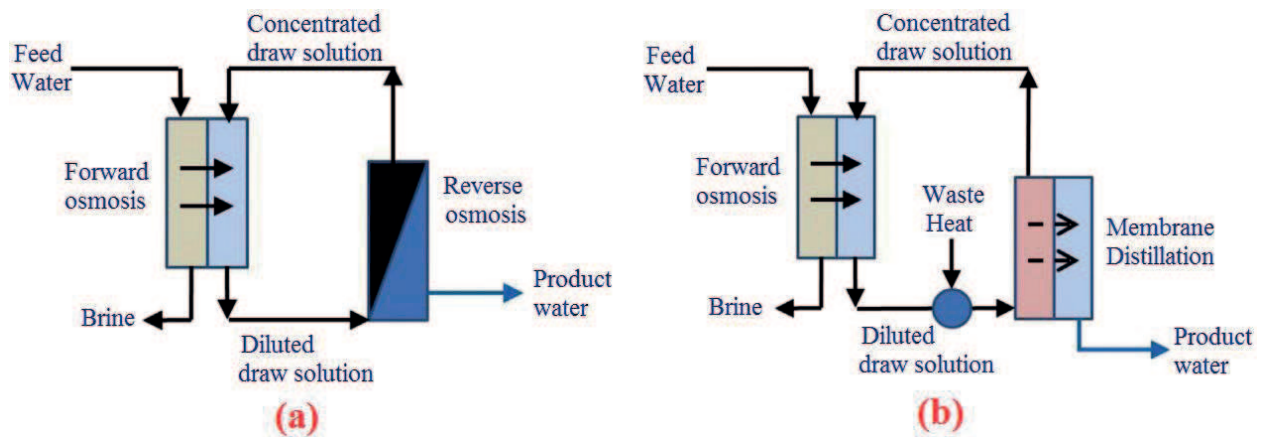 Concentrated
draw solution
Feed
Water
Forward
osmosis
Reverse
osmosis
Product
water
Brine
Diluted
draw solution
(a)
Concentrated
draw solution
Feed
Water
Forward
osmosis
Waste
Heat
Membrane
Distillation
Brine
Diluted
draw solution
Product
water
(b)